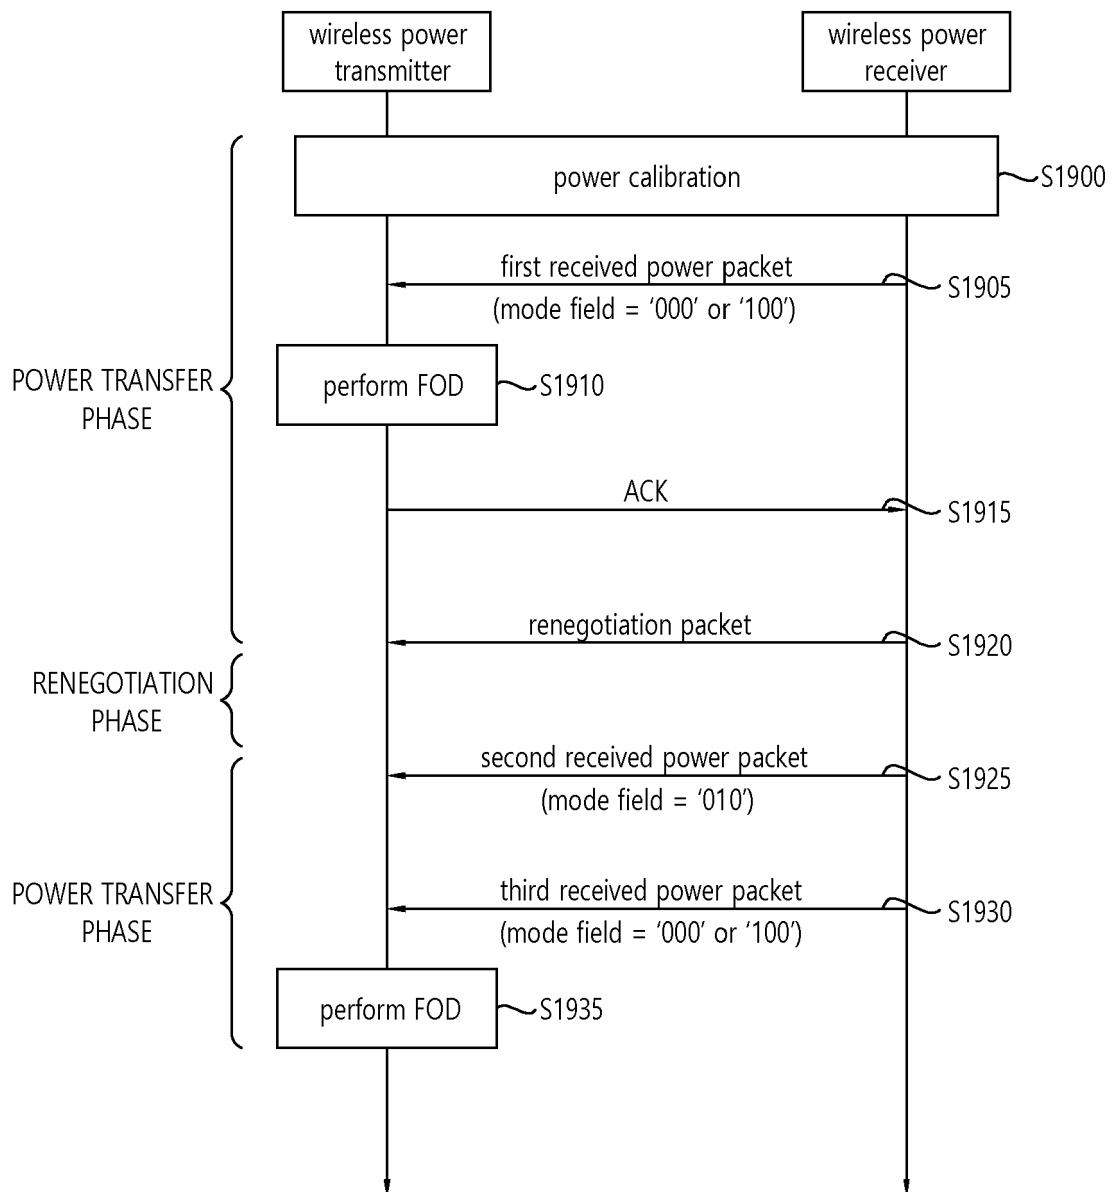 wireless power
transmitter
wireless power
receiver
power calibration
S1900
first received power packet
S1905
(mode field = ‘000’ or ‘100’)
POWER TRANSFER
PHASE
perform FOD
S1910
ACK
S1915
renegotiation packet
S1920
RENEGOTIATION
PHASE
second received power packet
S1925
(mode field = ‘010’)
POWER TRANSFER
PHASE
third received power packet
S1930
(mode field = ‘000’ or ‘100’)
perform FOD
S1935